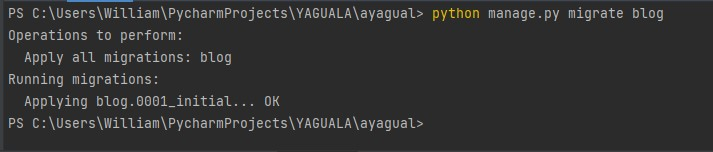 PS C:\Users\William\PycharmProjects\YAGUALA\ayagual> python manage.py migrate blog
Operations to perform:
  Apply all migrations: blog
Running migrations:
  Applying blog.0001_initial... OK
PS C:\Users\William\PycharmProjects\YAGUALA\ayagual>